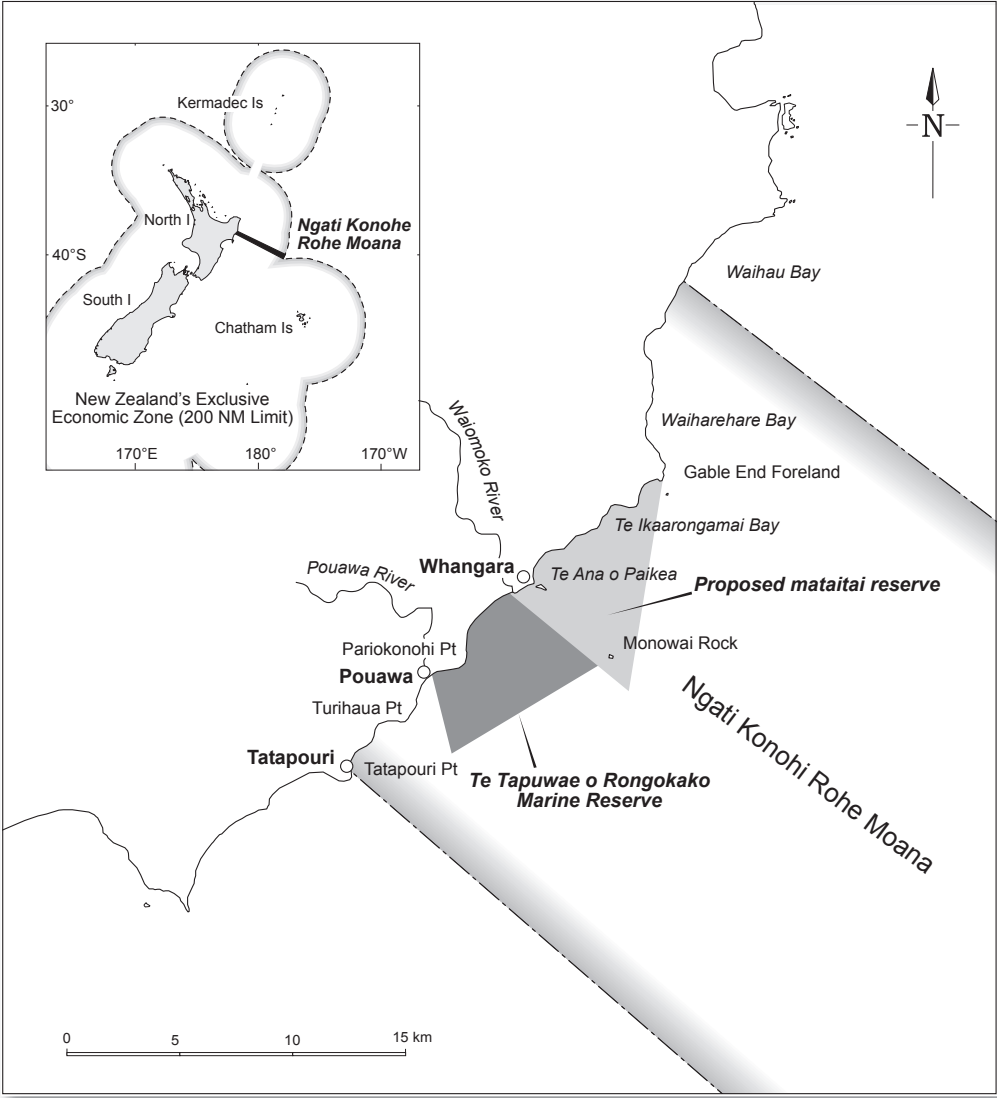 30°
Kermadec Is
North I
Ngati Konohe
Rohe Moana
40°S
South I
Chatham Is
New Zealand's Exclusive
Economic Zone (200 NM Limit)
170°E
180°
170°W
N
Waihau Bay
Waiharehare Bay
Gable End Foreland
Waiomoko River
Te Ikaarongamai Bay
Whangara
Te Ana o Paikea
Pouawa River
Proposed mataitai reserve
Pariokonohi Pt
Monowai Rock
Pouawa
Turihaua Pt
Ngati Konohi Rohe Moana
Tatapouri
Tatapouri Pt
Te Tapuwae o Rongokako
Marine Reserve
0
5
10
15 km